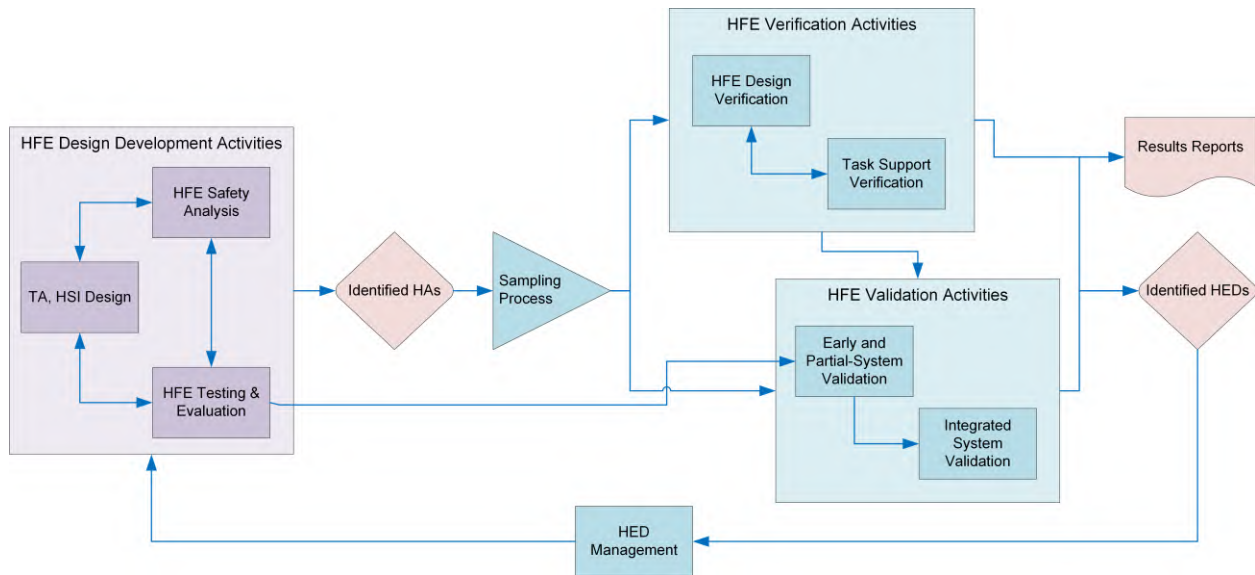 HFE Verification Activities
HFE Design
Verification
Task Support
Verification
HFE Design Development Activities
HFE Safety
Analysis
TA, HSI Design
HFE Testing &
Evaluation
Identified HAs
Sampling
Process
HFE Validation Activities
Early and
Partial-System
Validation
Integrated
System
Validation
Results Reports
Identified HEDs
HED
Management